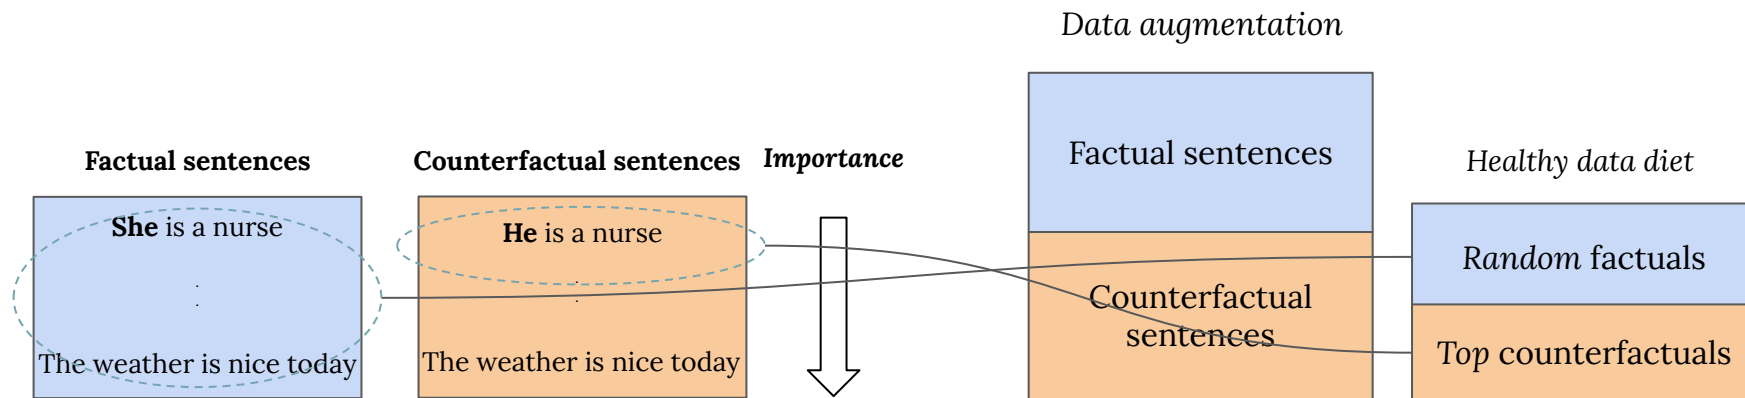 Data augmentation
Factual sentences
Counterfactual sentences
Importance
Healthy data diet
She is a nurse
.
.
The weather is nice today
He is a nurse
.
.
The weather is nice today
Factual sentences
Counterfactual
sentences
Random factuals
Top counterfactuals